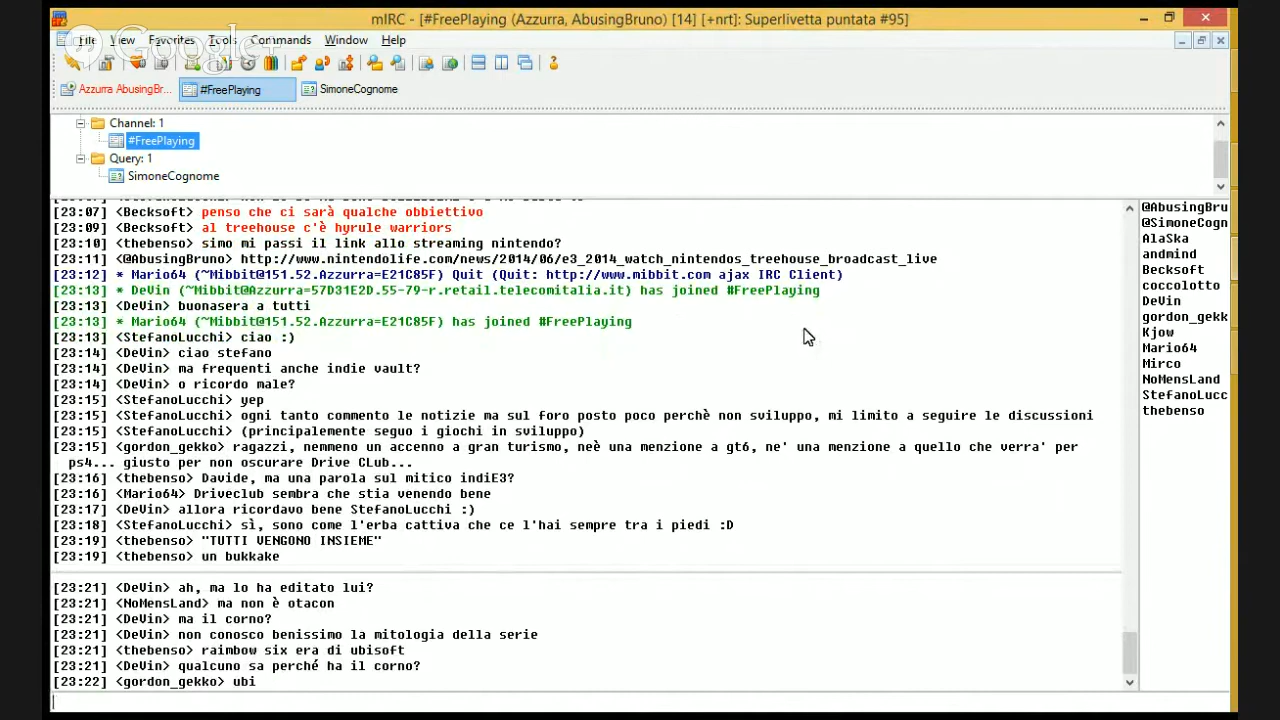 mIRC - [#FreePlaying (Azzurra, AbusingBruno) [14] [+nrt]: Superlivetta puntata #95]
File View Favorites Tools Commands Window Help
Azzurra AbusingBr... #FreePlaying SimoneCognome
Channel: 1
#FreePlaying
Query: 1
SimoneCognome
[23:07] <Becksoft> penso che ci sarà qualche obbiettivo
[23:09] <Becksoft> al treehouse c'è hyrule warriors
[23:10] <thebenso> simo mi passi il link allo streaming nintendo?
[23:11] <@AbusingBruno> http://www.nintendolife.com/news/2014/06/e3_2014_watch_nintendos_treehouse_broadcast_live
[23:12] * Mario64 (~Mibbit@151.52.Azzurra=E21C85F) Quit (Quit: http://www.mibbit.com ajax IRC Client)
[23:13] * DeVin (~Mibbit@Azzurra=57D31E2D.55-79-r.retail.telecomitalia.it) has joined #FreePlaying
[23:13] <DeVin> buonasera a tutti
[23:13] * Mario64 (~Mibbit@151.52.Azzurra=E21C85F) has joined #FreePlaying
[23:13] <StefanoLucchi> ciao :)
[23:14] <DeVin> ciao stefano
[23:14] <DeVin> ma frequenti anche indie vault?
[23:14] <DeVin> o ricordo male?
[23:15] <StefanoLucchi> yep
[23:15] <StefanoLucchi> ogni tanto commento le notizie ma sul foro posto poco perchè non sviluppo, mi limito a seguire le discussioni
[23:15] <StefanoLucchi> (principalemente seguo i giochi in sviluppo)
[23:15] <gordon_gekko> ragazzi, nemmeno un accenno a gran turismo, neè una menzione a gt6, ne' una menzione a quello che verra' per
ps4... giusto per non oscurare Drive CLub...
[23:16] <thebenso> Davide, ma una parola sul mitico indiE3?
[23:16] <Mario64> Driveclub sembra che stia venendo bene
[23:17] <DeVin> allora ricordavo bene StefanoLucchi :)
[23:18] <StefanoLucchi> sì, sono come l'erba cattiva che ce l'hai sempre tra i piedi :D
[23:19] <thebenso> "TUTTI VENGONO INSIEME"
[23:19] <thebenso> un bukkake
[23:21] <DeVin> ah, ma lo ha editato lui?
[23:21] <NoMensLand> ma non è otacon
[23:21] <DeVin> ma il corno?
[23:21] <DeVin> non conosco benissimo la mitologia della serie
[23:21] <thebenso> raimbow six era di ubisoft
[23:21] <DeVin> qualcuno sa perché ha il corno?
[23:22] <gordon_gekko> ubi
@AbusingBru
@SimoneCogn
AlaSka
andmind
Becksoft
coccolotto
DeVin
gordon_gekk
Kjow
Mario64
Mirco
NoMensLand
StefanoLucc
thebenso